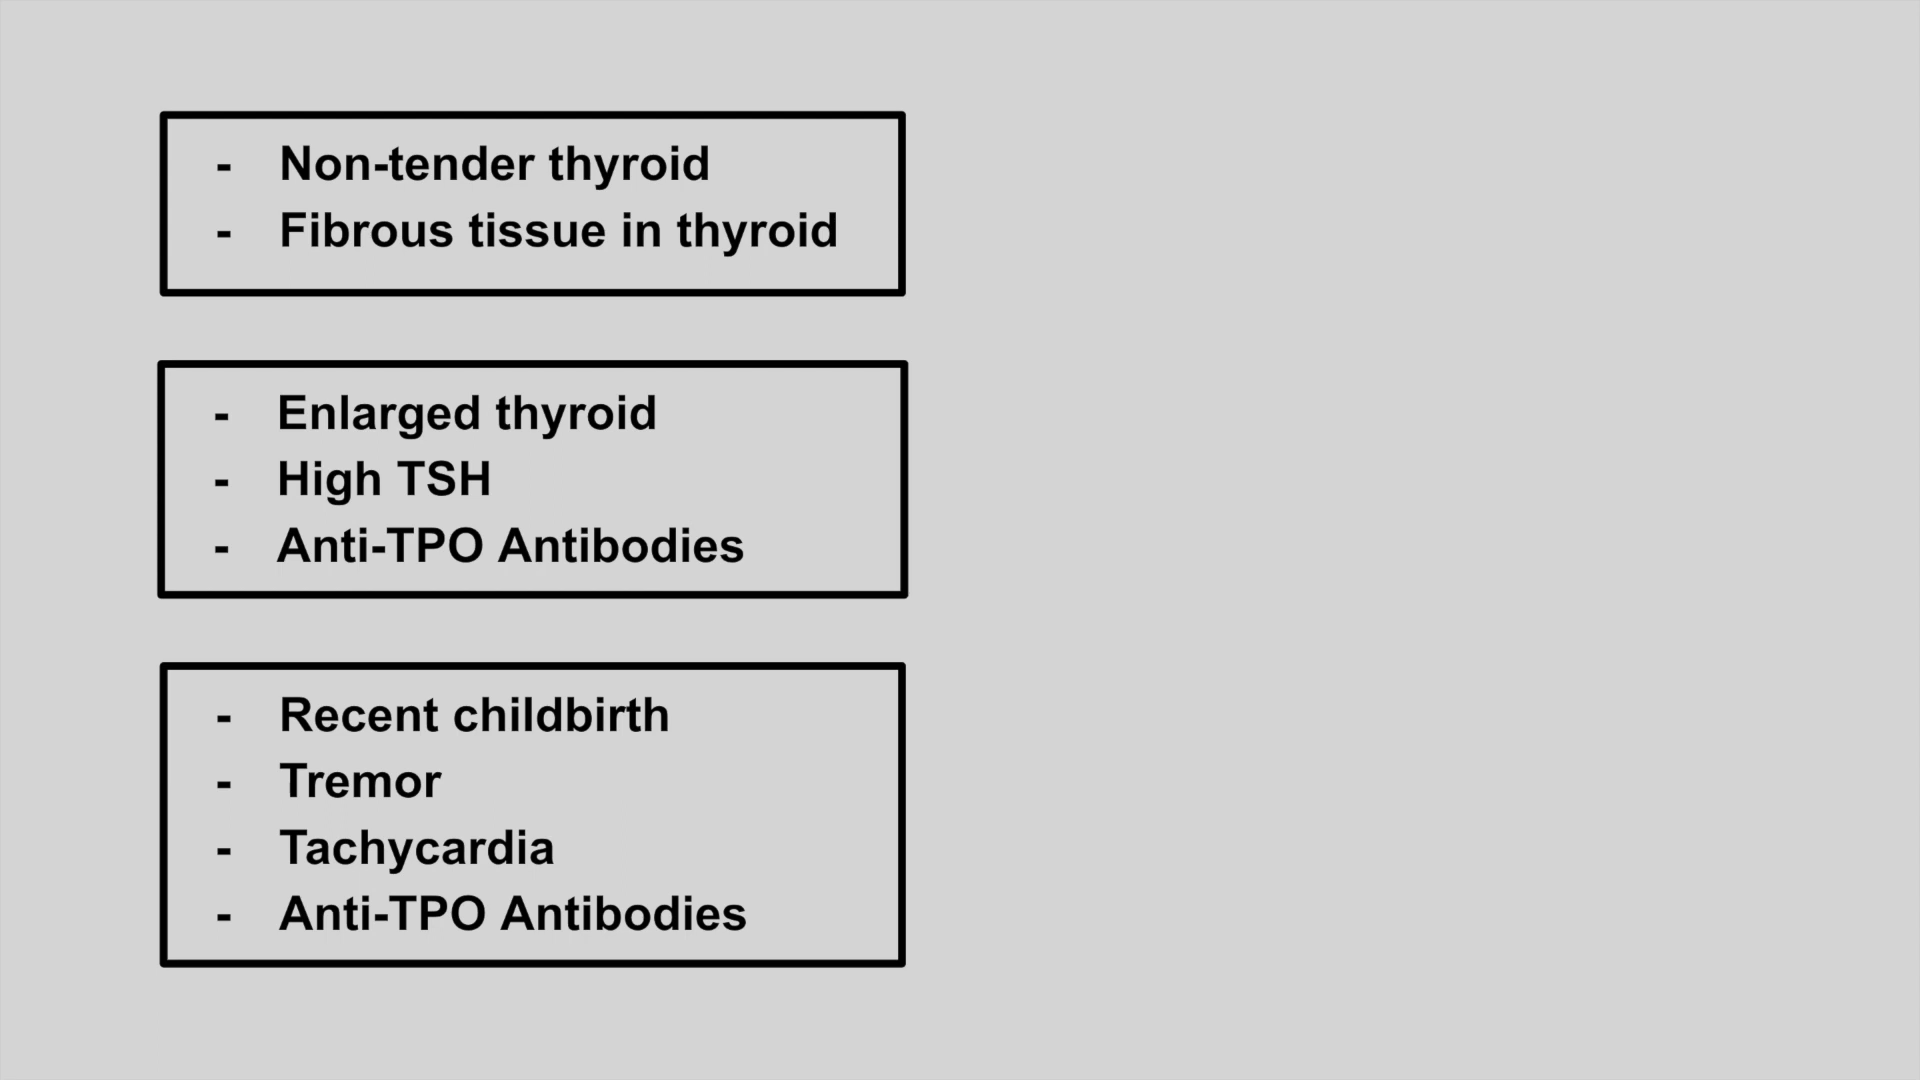 - Non-tender thyroid
- Fibrous tissue in thyroid
- Enlarged thyroid
- High TSH
- Anti-TPO Antibodies
- Recent childbirth
- Tremor
- Tachycardia
- Anti-TPO Antibodies